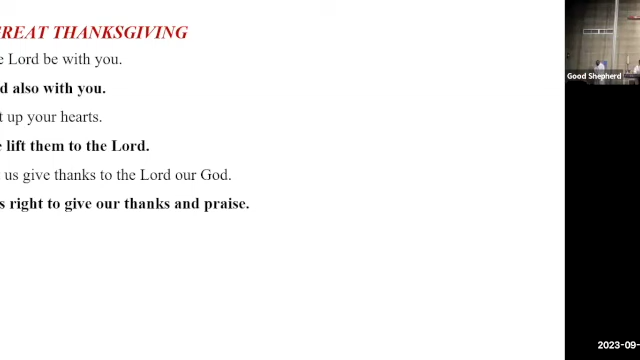 REAT THANKSGIVING
e Lord be with you.
d also with you.
t up your hearts.
e lift them to the Lord.
us give thanks to the Lord our God.
s right to give our thanks and praise.
Good Shepherd
2023-09-